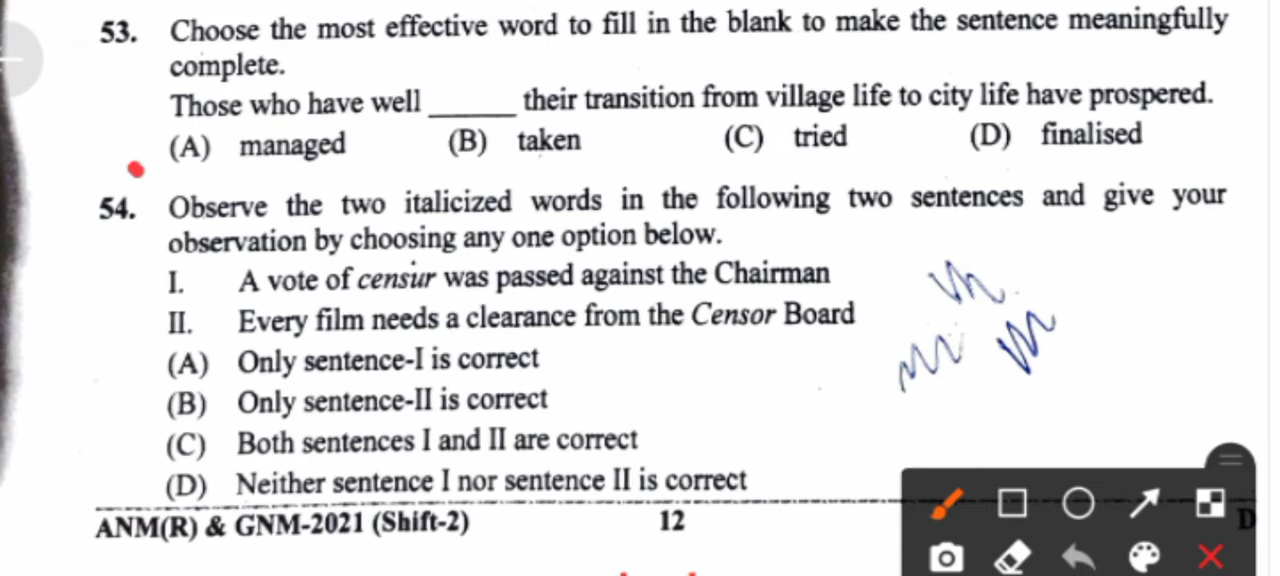 53. Choose the most effective word to fill in the blank to make the sentence meaningfully
complete.
Those who have well ______ their transition from village life to city life have prospered.
(A) managed (B) taken (C) tried (D) finalised
54. Observe the two italicized words in the following two sentences and give your
observation by choosing any one option below.
I. A vote of censur was passed against the Chairman
II. Every film needs a clearance from the Censor Board
(A) Only sentence-I is correct
(B) Only sentence-II is correct
(C) Both sentences I and II are correct
(D) Neither sentence I nor sentence II is correct
ANM(R) & GNM-2021 (Shift-2) 12 D